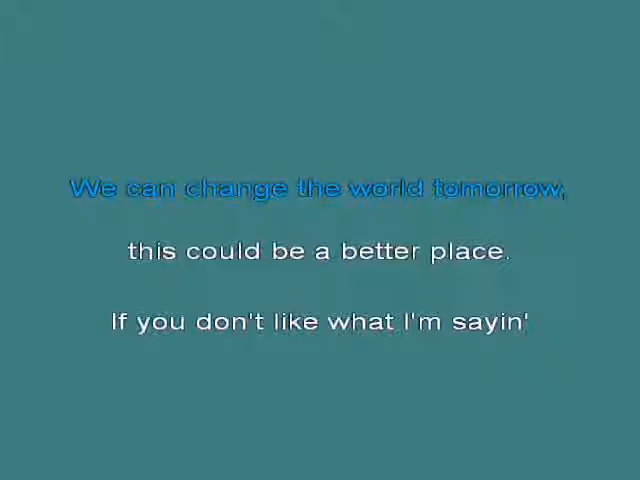 We can change the world tomorrow,
this could be a better place.
If you don't like what I'm sayin'